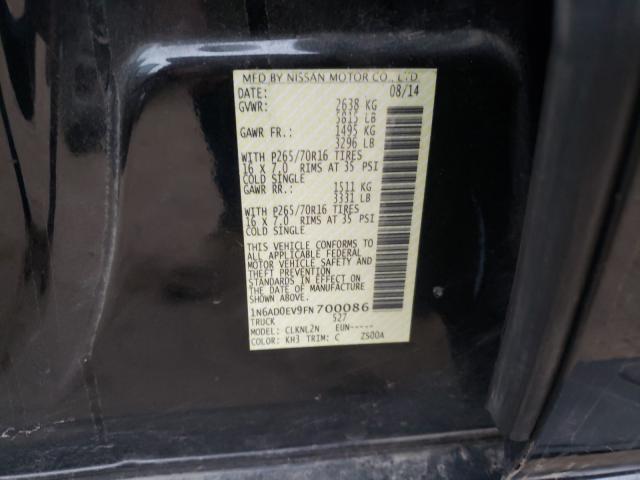 MFD BY NISSAN MOTOR CO., LTD.
DATE: 08/14
GVWR: 2638 KG
5815 LB
GAWR FR.: 1495 KG
3296 LB
WITH P265/70R16 TIRES
16 X 7.0 RIMS AT 35 PSI
COLD SINGLE
GAWR RR.: 1511 KG
3331 LB
WITH P265/70R16 TIRES
16 X 7.0 RIMS AT 35 PSI
COLD SINGLE
THIS VEHICLE CONFORMS TO
ALL APPLICABLE FEDERAL
MOTOR VEHICLE SAFETY AND
THEFT PREVENTION
STANDARDS IN EFFECT ON
THE DATE OF MANUFACTURE
SHOWN ABOVE.
1N6AD0EV9FN700086
TRUCK 527
MODEL: CLKNLZN EUN-----
COLOR: KH3 TRIM: C ZS00A